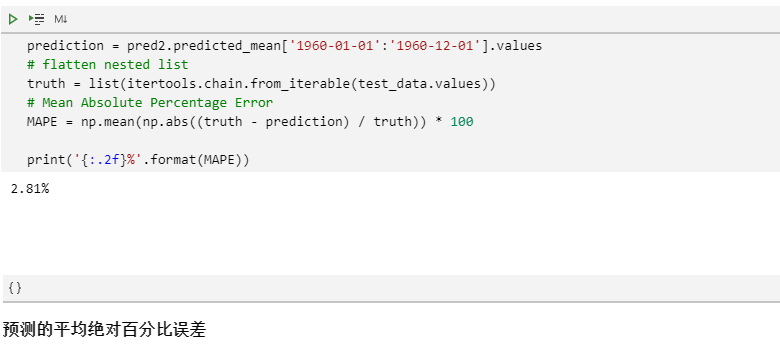 M↓
prediction = pred2.predicted_mean['1960-01-01':'1960-12-01'].values
# flatten nested list
truth = list(itertools.chain.from_iterable(test_data.values))
# Mean Absolute Percentage Error
MAPE = np.mean(np.abs((truth - prediction) / truth)) * 100
print('{:.2f}%'.format(MAPE))
2.81%
{}
预测的平均绝对百分比误差